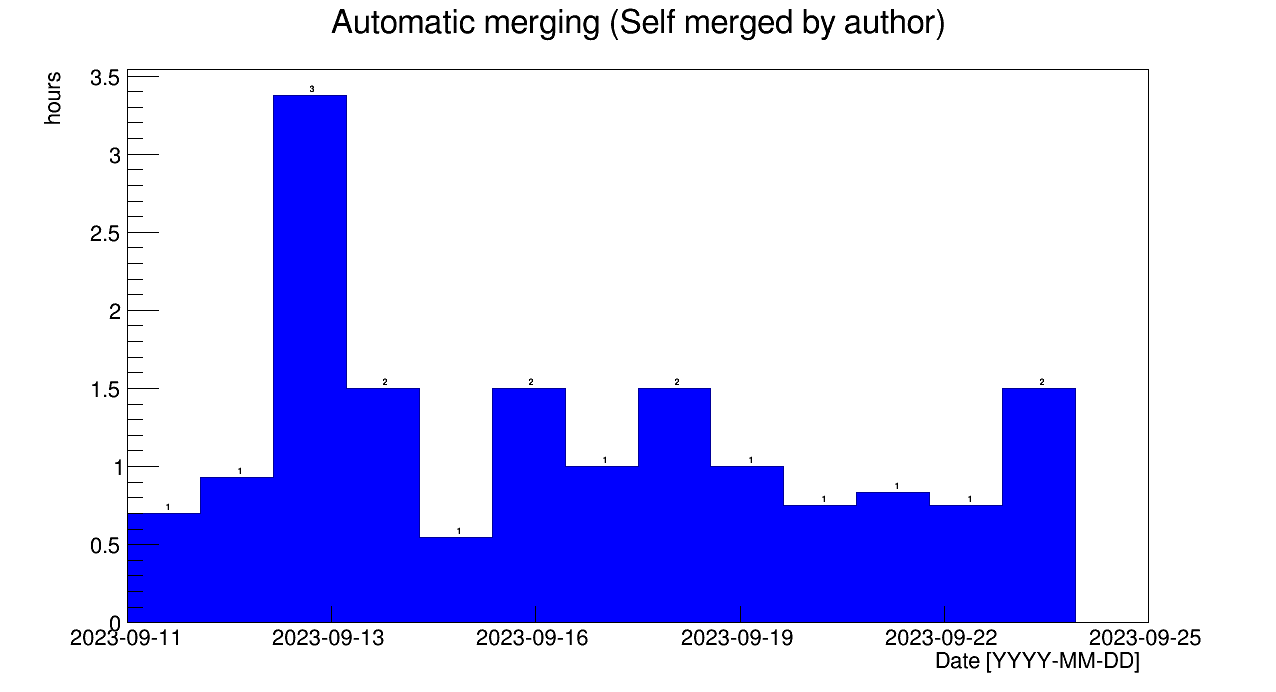 Automatic merging (Self merged by author)
hours
3.5
3
2.5
2
1.5
1
0.5
0
1 1 3 2 1 2 1 2 1 1 1 1 2
2023-09-11 2023-09-13 2023-09-16 2023-09-19 2023-09-22 2023-09-25
Date [YYYY-MM-DD]